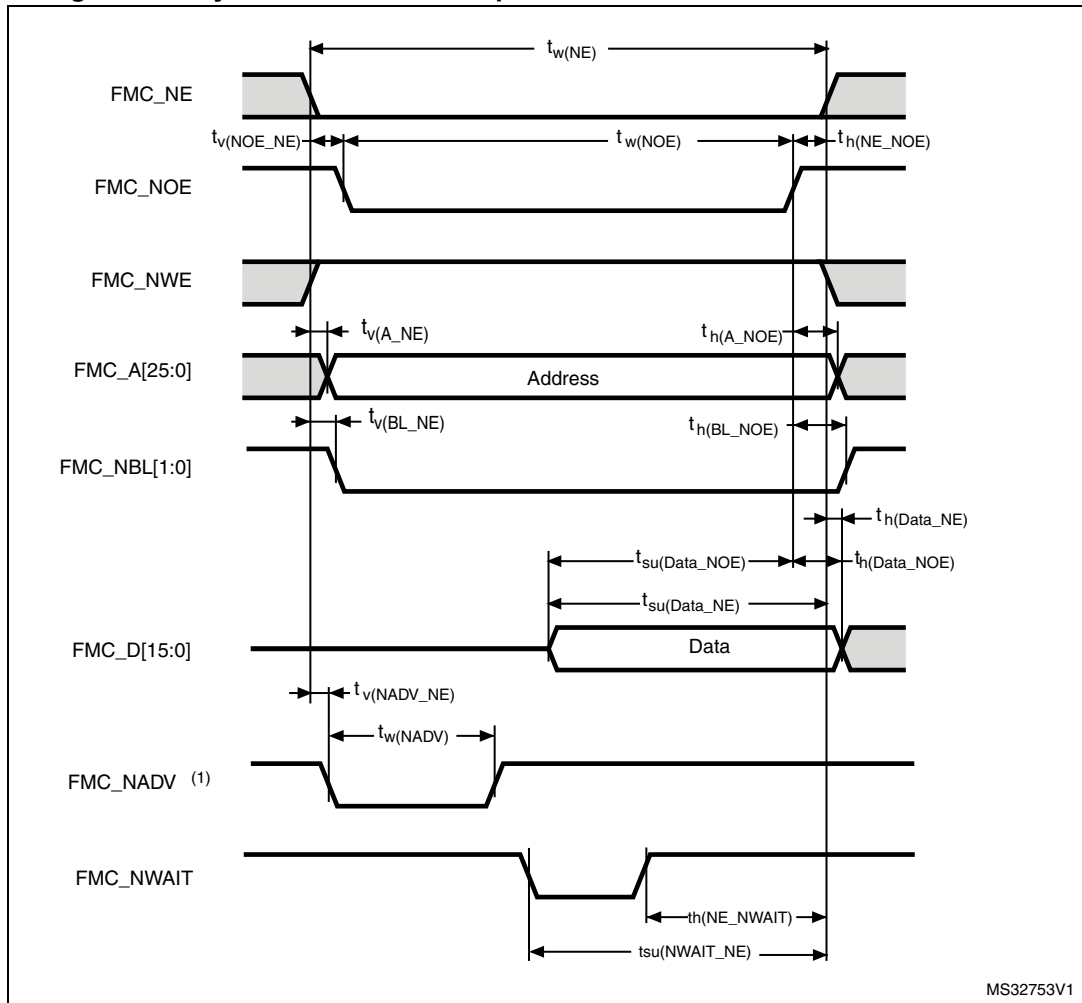 tw(NE)
FMC_NE
tv(NOE_NE)
tw(NOE)
th(NE_NOE)
FMC_NOE
FMC_NWE
tv(A_NE)
th(A_NOE)
FMC_A[25:0]
Address
tv(BL_NE)
th(BL_NOE)
FMC_NBL[1:0]
th(Data_NE)
tsu(Data_NOE)
th(Data_NOE)
tsu(Data_NE)
FMC_D[15:0]
Data
tv(NADV_NE)
tw(NADV)
FMC_NADV (1)
FMC_NWAIT
th(NE_NWAIT)
tsu(NWAIT_NE)
MS32753V1